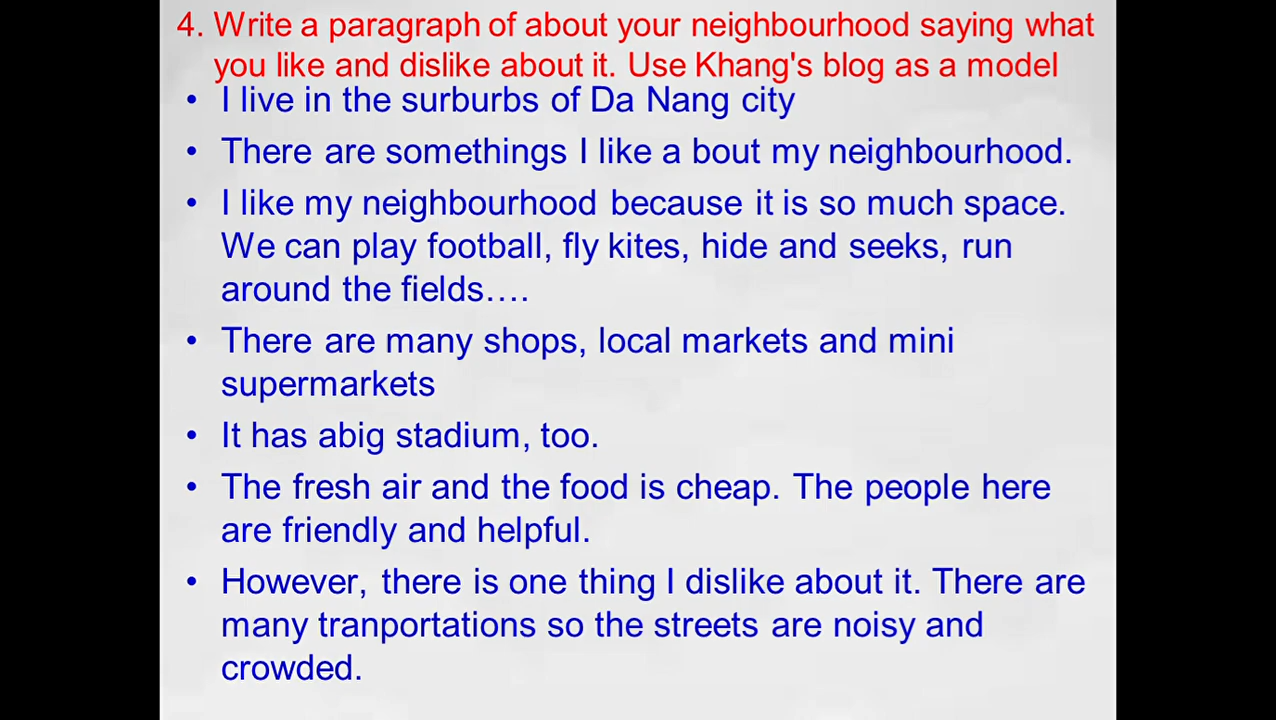 4. Write a paragraph of about your neighbourhood saying what
you like and dislike about it. Use Khang's blog as a model
• I live in the surburbs of Da Nang city
• There are somethings I like a bout my neighbourhood.
• I like my neighbourhood because it is so much space.
We can play football, fly kites, hide and seeks, run
around the fields….
• There are many shops, local markets and mini
supermarkets
• It has abig stadium, too.
• The fresh air and the food is cheap. The people here
are friendly and helpful.
• However, there is one thing I dislike about it. There are
many tranportations so the streets are noisy and
crowded.